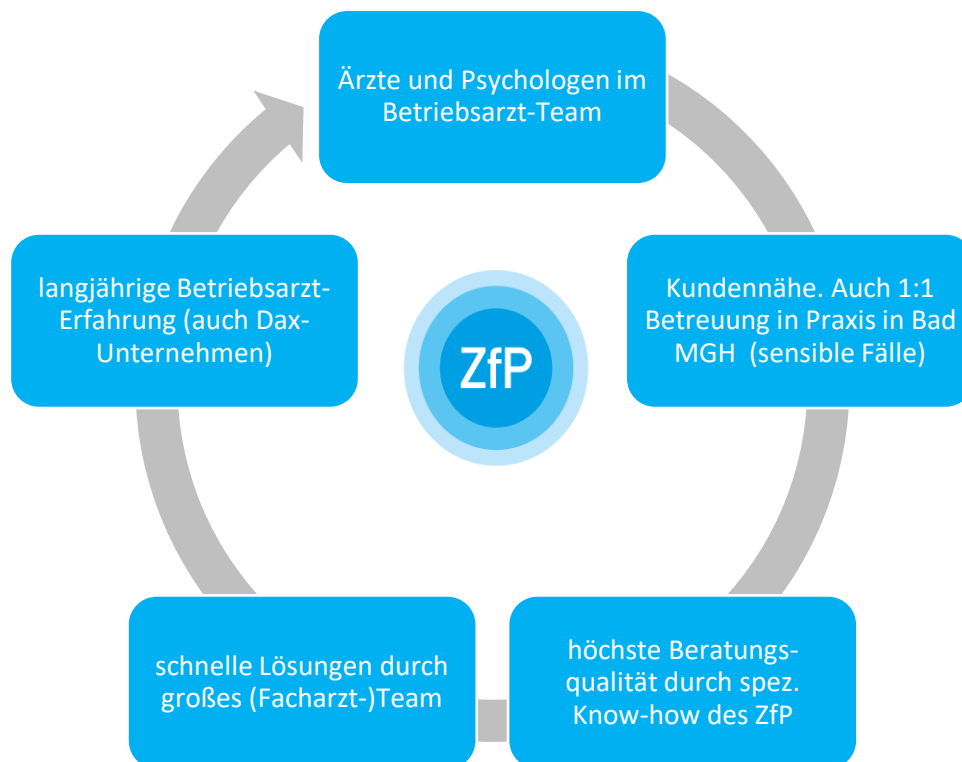 Ärzte und Psychologen im
Betriebsarzt-Team
Kundennähe. Auch 1:1
Betreuung in Praxis in Bad
MGH  (sensible Fälle)
höchste Beratungs-
qualität durch spez.
Know-how des ZfP
schnelle Lösungen durch
großes (Facharzt-)Team
langjährige Betriebsarzt-
Erfahrung (auch Dax-
Unternehmen)
ZfP